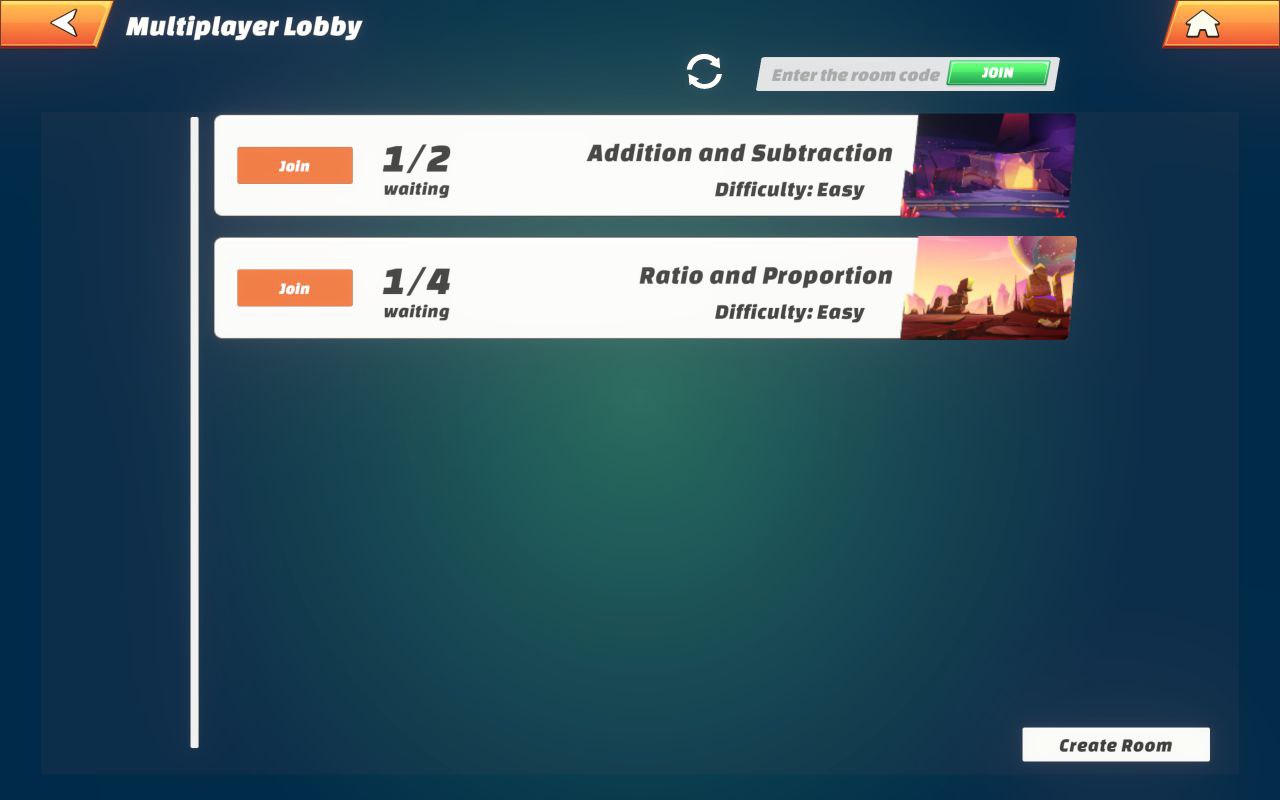 Multiplayer Lobby
Enter the room code
JOIN
Join
1/2
waiting
Addition and Subtraction
Difficulty: Easy
Join
1/4
waiting
Ratio and Proportion
Difficulty: Easy
Create Room